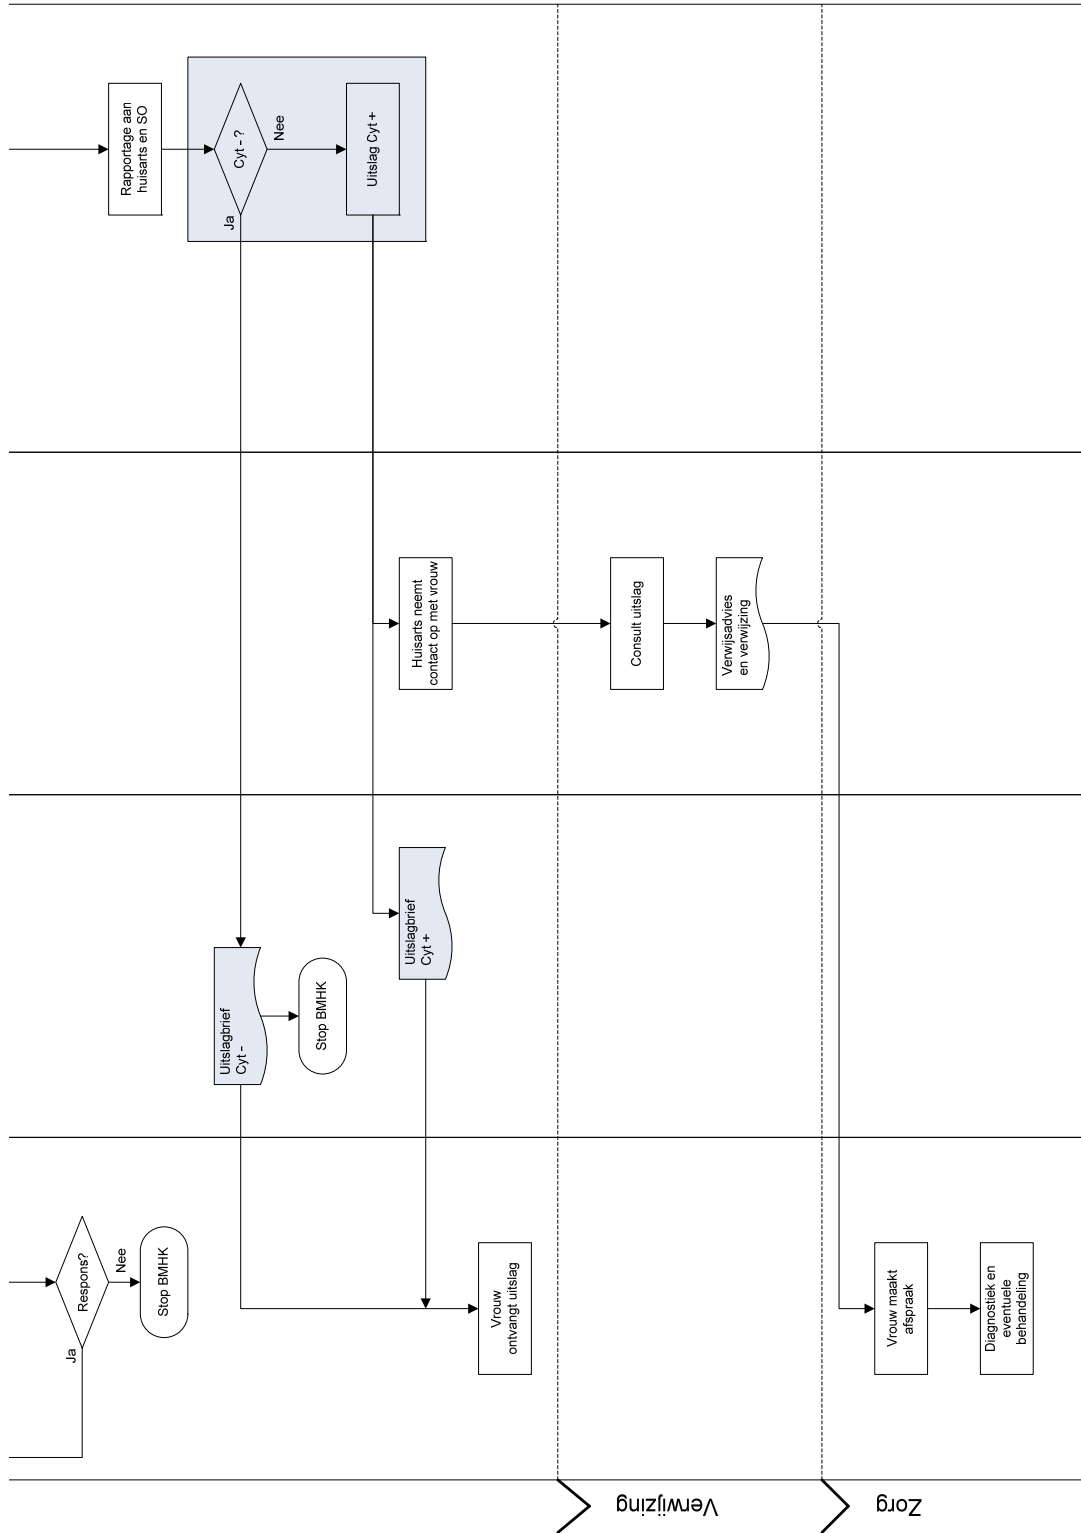 Respons?
Ja
Nee
Stop BMHK
Vrouw
ontvangt uitslag
Vrouw maakt
afspraak
Diagnostiek en
eventuele
behandeling
Uitslagbrief
Cyt -
Stop BMHK
Uitslagbrief
Cyt +
Huisarts neemt
contact op met vrouw
Consult uitslag
Verwijsadvies
en verwijzing
Rapportage aan
huisarts en SO
Cyt - ?
Ja
Nee
Uitslag Cyt +
Verwijzing
Zorg